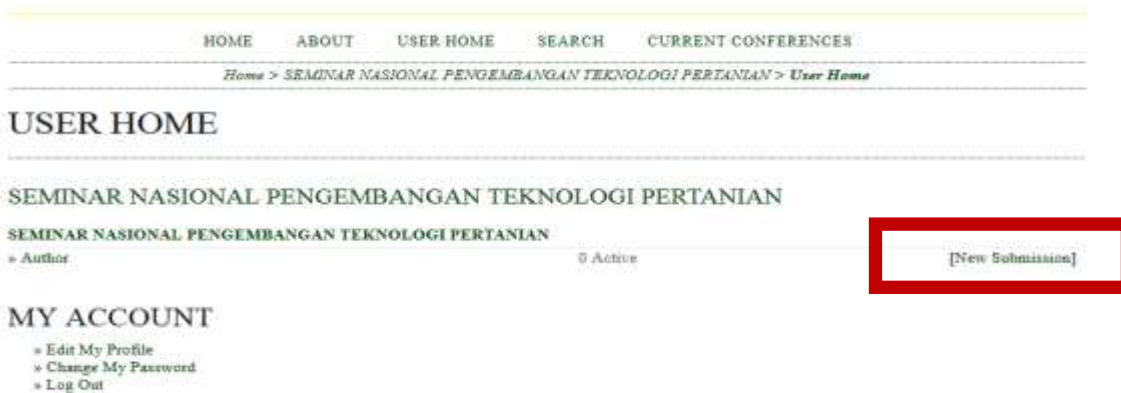 HOME ABOUT USER HOME SEARCH CURRENT CONFERENCES
Home > SEMINAR NASIONAL PENGEMBANGAN TEKNOLOGI PERTANIAN > User Home
USER HOME
SEMINAR NASIONAL PENGEMBANGAN TEKNOLOGI PERTANIAN
SEMINAR NASIONAL PENGEMBANGAN TEKNOLOGI PERTANIAN
» Author 0 Active [New Submission]
MY ACCOUNT
» Edit My Profile
» Change My Password
» Log Out